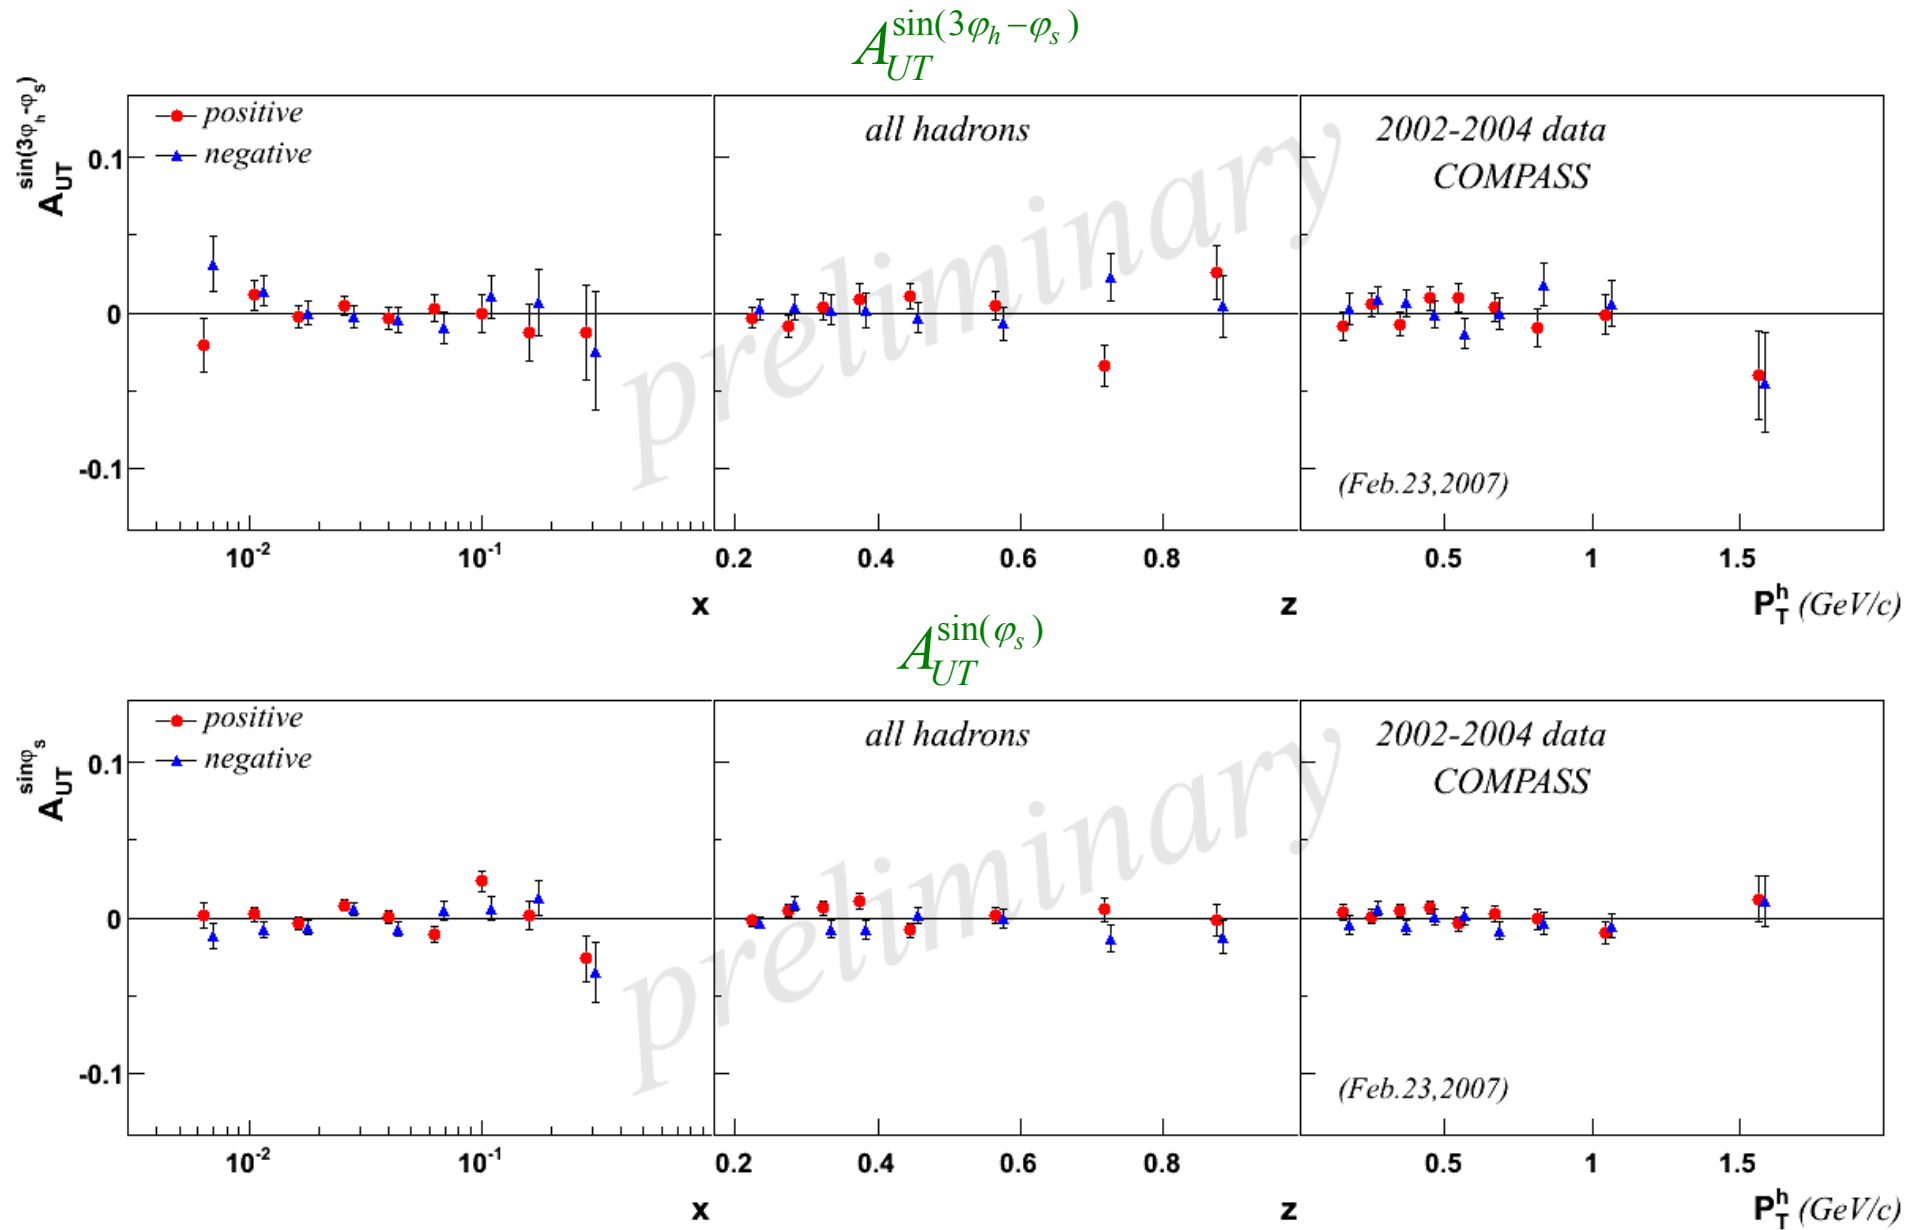 A_UT^sin(3φ_h−φ_s)
A_UT^sin(3φ_h-φ_S)
positive
negative
all hadrons
2002-2004 data
COMPASS
preliminary
(Feb.23,2007)
0.1
0
-0.1
10^-2 10^-1
x
0.2 0.4 0.6 0.8
z
0.5 1 1.5
P_T^h (GeV/c)
A_UT^sin(φ_s)
A_UT^sinφ_s
positive
negative
all hadrons
2002-2004 data
COMPASS
preliminary
(Feb.23,2007)
0.1
0
-0.1
10^-2 10^-1
x
0.2 0.4 0.6 0.8
z
0.5 1 1.5
P_T^h (GeV/c)